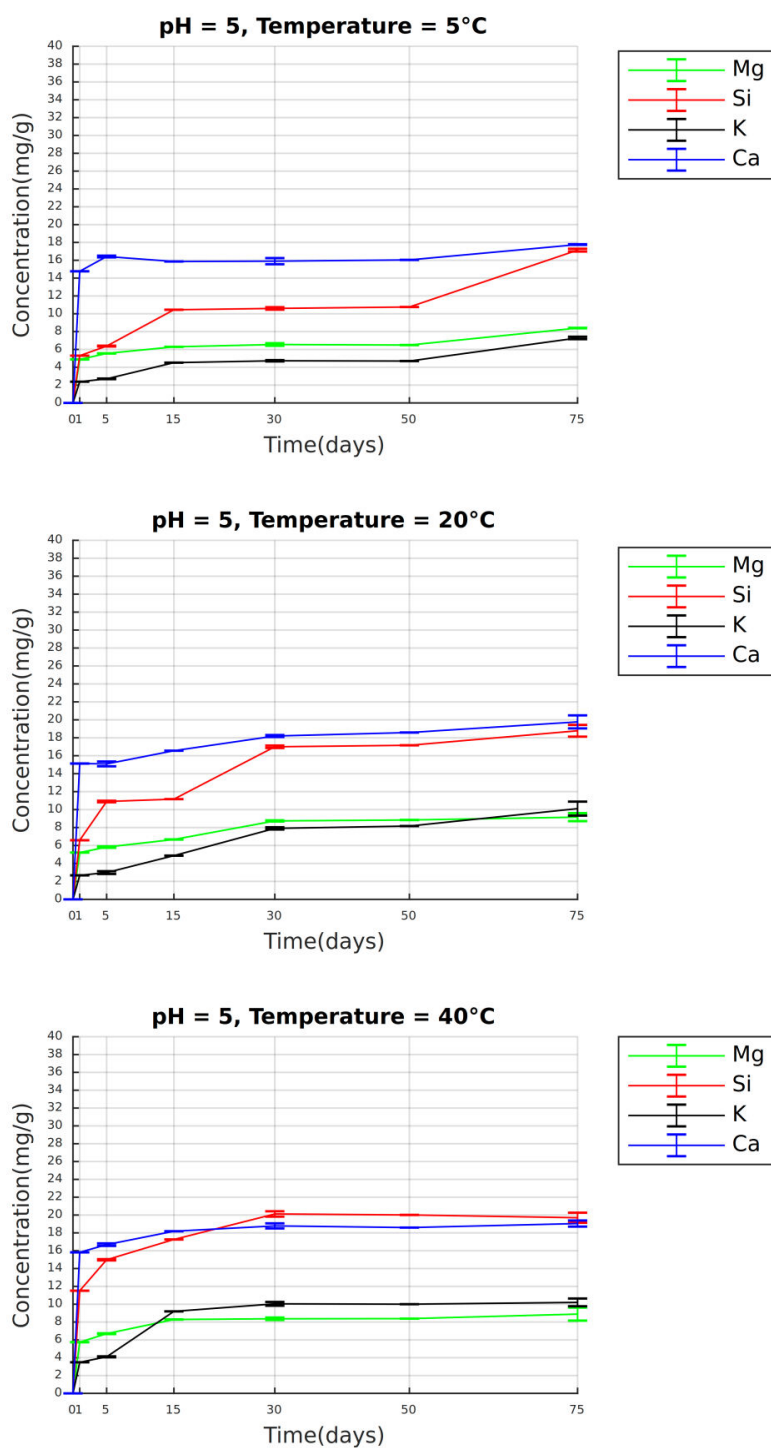 pH = 5, Temperature = 5°C
40
38
36
34
32
30
28
26
24
22
20
18
16
14
12
10
8
6
4
2
0
Concentration(mg/g)
01 5 15 30 50 75
Time(days)
Mg
Si
K
Ca
pH = 5, Temperature = 20°C
40
38
36
34
32
30
28
26
24
22
20
18
16
14
12
10
8
6
4
2
0
Concentration(mg/g)
01 5 15 30 50 75
Time(days)
Mg
Si
K
Ca
pH = 5, Temperature = 40°C
40
38
36
34
32
30
28
26
24
22
20
18
16
14
12
10
8
6
4
2
0
Concentration(mg/g)
01 5 15 30 50 75
Time(days)
Mg
Si
K
Ca